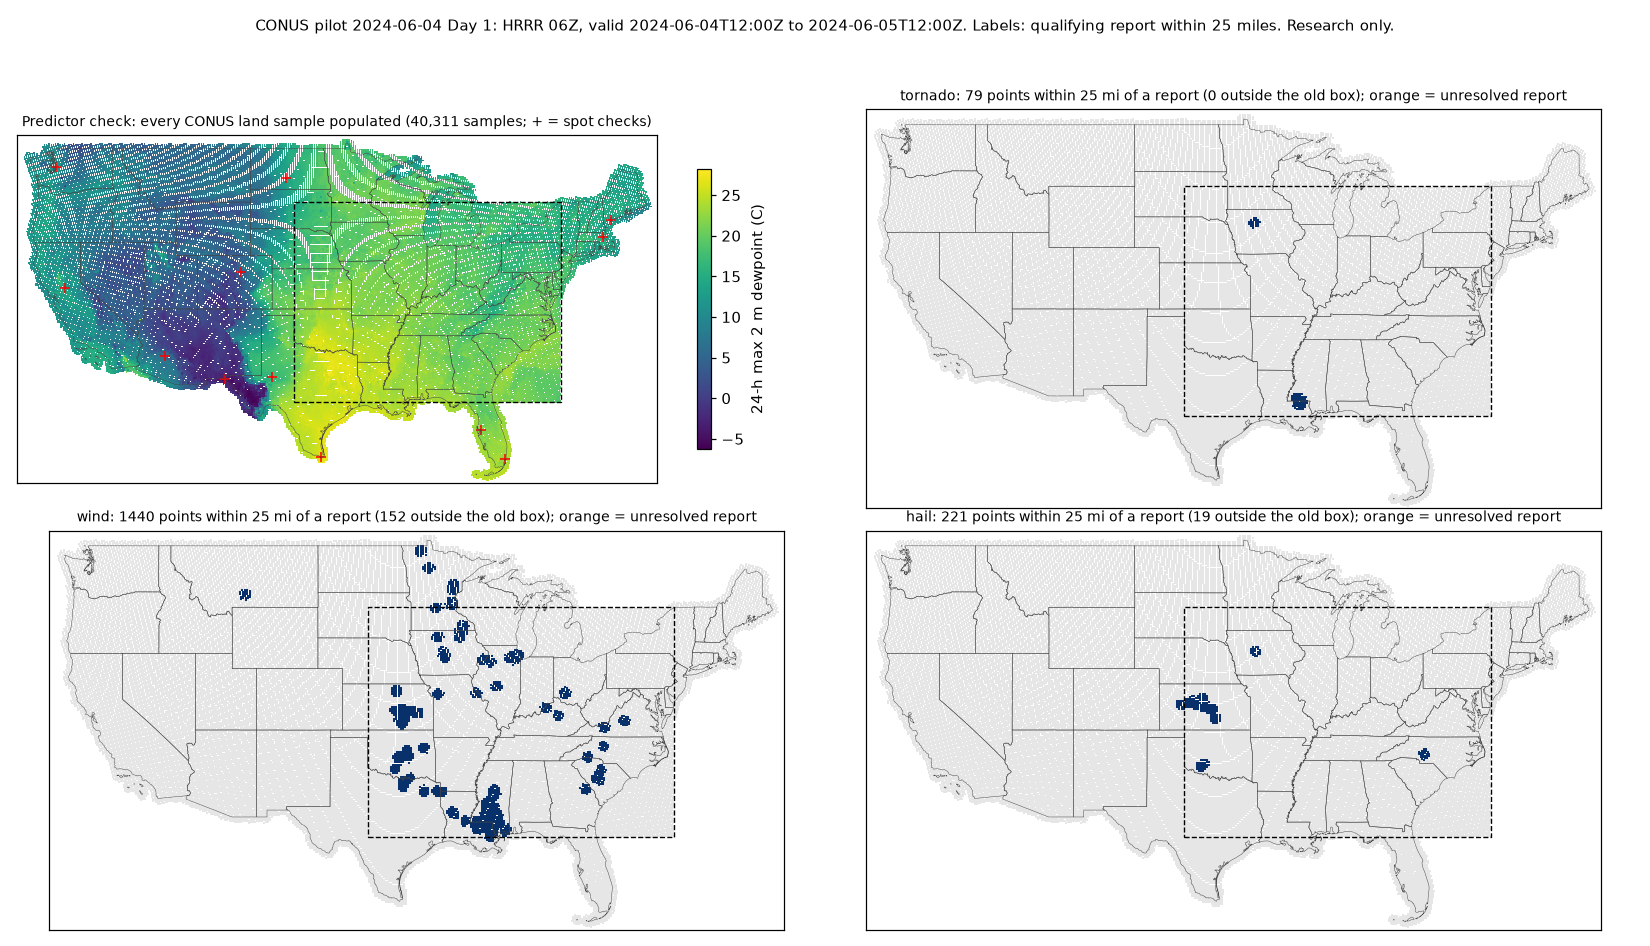 CONUS pilot 2024-06-04 Day 1: HRRR 06Z, valid 2024-06-04T12:00Z to 2024-06-05T12:00Z. Labels: qualifying report within 25 miles. Research only.
Predictor check: every CONUS land sample populated (40,311 samples; + = spot checks)
25
20
15
10
5
0
−5
24-h max 2 m dewpoint (C)
tornado: 79 points within 25 mi of a report (0 outside the old box); orange = unresolved report
wind: 1440 points within 25 mi of a report (152 outside the old box); orange = unresolved report
hail: 221 points within 25 mi of a report (19 outside the old box); orange = unresolved report